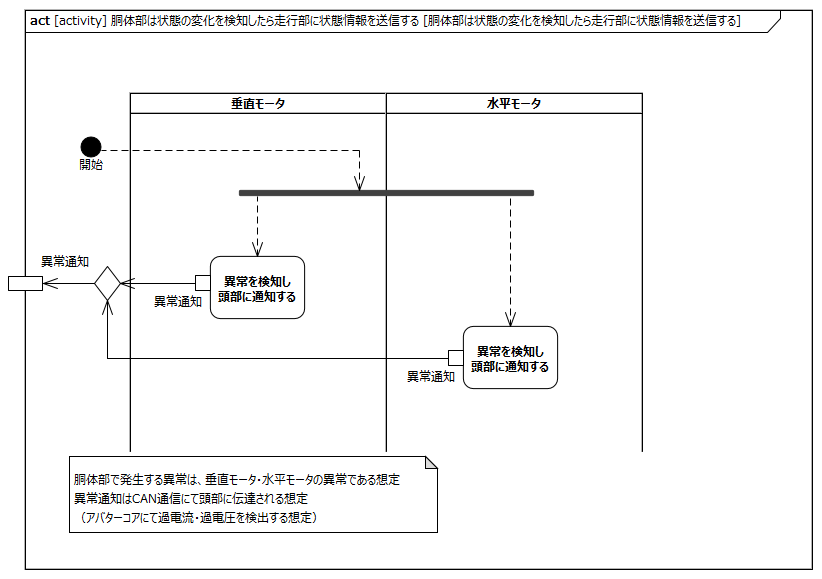 act [activity] 胴体部は状態の変化を検知したら走行部に状態情報を送信する [胴体部は状態の変化を検知したら走行部に状態情報を送信する]
垂直モータ
水平モータ
開始
異常通知
異常を検知し
頭部に通知する
異常通知
異常を検知し
頭部に通知する
異常通知
胴体部で発生する異常は、垂直モータ・水平モータの異常である想定
異常通知はCAN通信にて頭部に伝達される想定
（アバターコアにて過電流・過電圧を検出する想定）